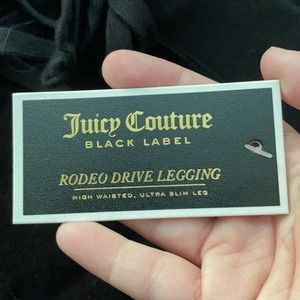 Juicy Couture
BLACK LABEL
RODEO DRIVE LEGGING
HIGH WAISTED, ULTRA SLIM LEG